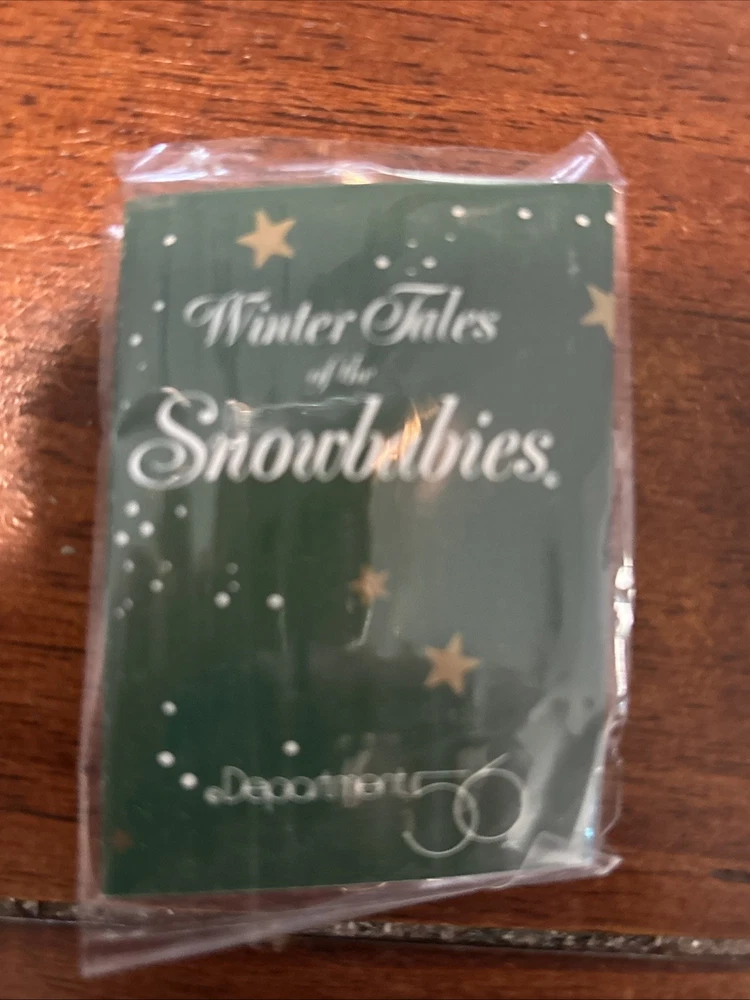 Winter Tales
of the
Snowbabies®
Department 56